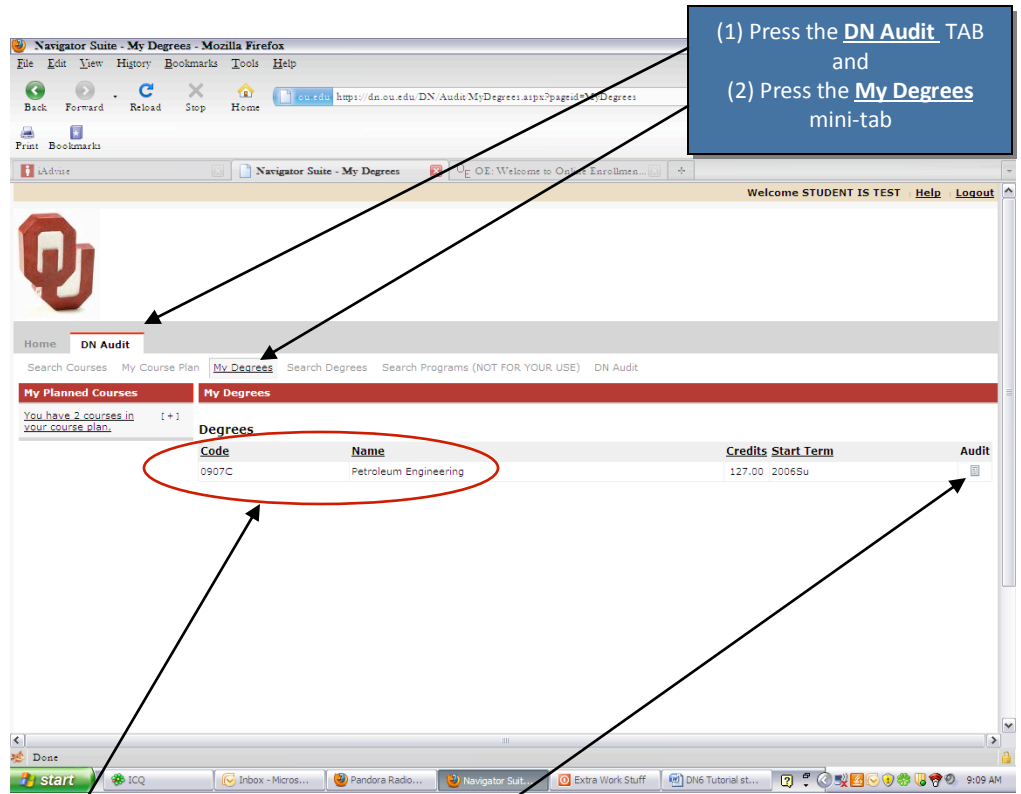 (1) Press the DN Audit TAB
and
(2) Press the My Degrees
mini-tab
Navigator Suite - My Degrees - Mozilla Firefox
File Edit View History Bookmarks Tools Help
Back Forward Reload Stop Home ou.edu https://dn.ou.edu/DN/Audit/MyDegrees.aspx?pageid=MyDegrees
Print Bookmarks
iAdvise Navigator Suite - My Degrees OE: Welcome to Online Enrollmen...
Welcome STUDENT IS TEST Help Logout
Home DN Audit
Search Courses My Course Plan My Degrees Search Degrees Search Programs (NOT FOR YOUR USE) DN Audit
My Planned Courses My Degrees
You have 2 courses in your course plan. [+]
Degrees
Code Name Credits Start Term Audit
0907C Petroleum Engineering 127.00 2006Su
Done
start ICQ Inbox - Micros... Pandora Radio... Navigator Suit... Extra Work Stuff DN6 Tutorial st... 9:09 AM